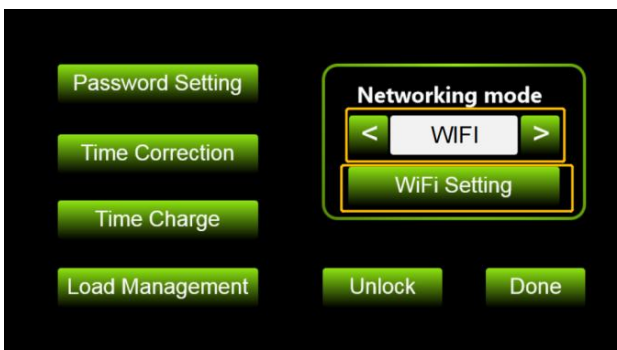 Password Setting
Time Correction
Time Charge
Load Management
Networking mode
< WIFI >
WiFi Setting
Unlock
Done